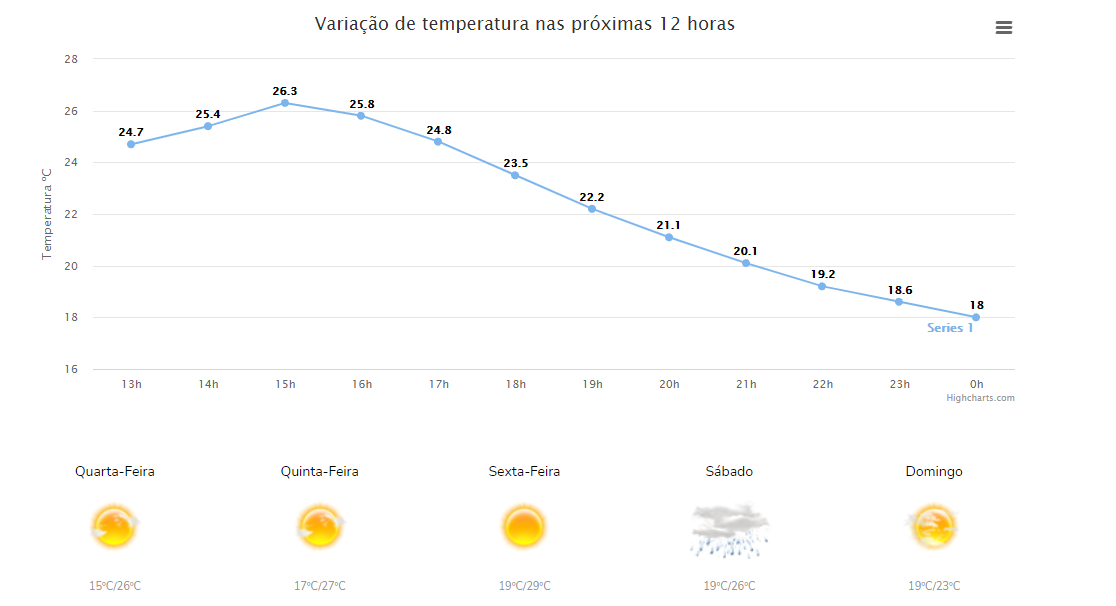 Variação de temperatura nas próximas 12 horas
28
26
24
22
20
18
16
Temperatura ºC
24.7
25.4
26.3
25.8
24.8
23.5
22.2
21.1
20.1
19.2
18.6
18
Series 1
13h 14h 15h 16h 17h 18h 19h 20h 21h 22h 23h 0h
Highcharts.com
Quarta-Feira Quinta-Feira Sexta-Feira Sábado Domingo
15ºC/26ºC 17ºC/27ºC 19ºC/29ºC 19ºC/26ºC 19ºC/23ºC